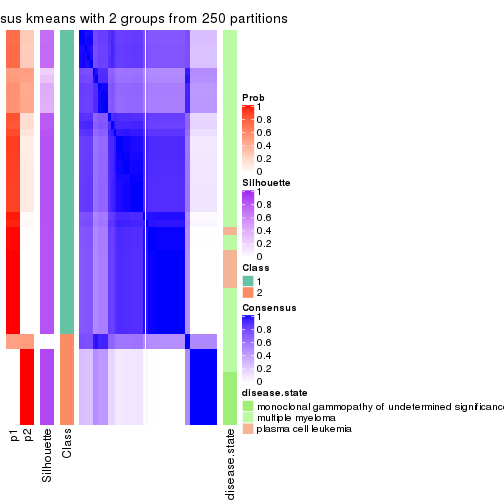 sus kmeans with 2 groups from 250 partitions
Prob
1
0.8
0.6
0.4
0.2
0
Silhouette
1
0.8
0.6
0.4
0.2
0
Class
1
2
Consensus
1
0.8
0.6
0.4
0.2
0
disease.state
monoclonal gammopathy of undetermined significance
multiple myeloma
plasma cell leukemia
p1
p2
Silhouette
Class
disease.state